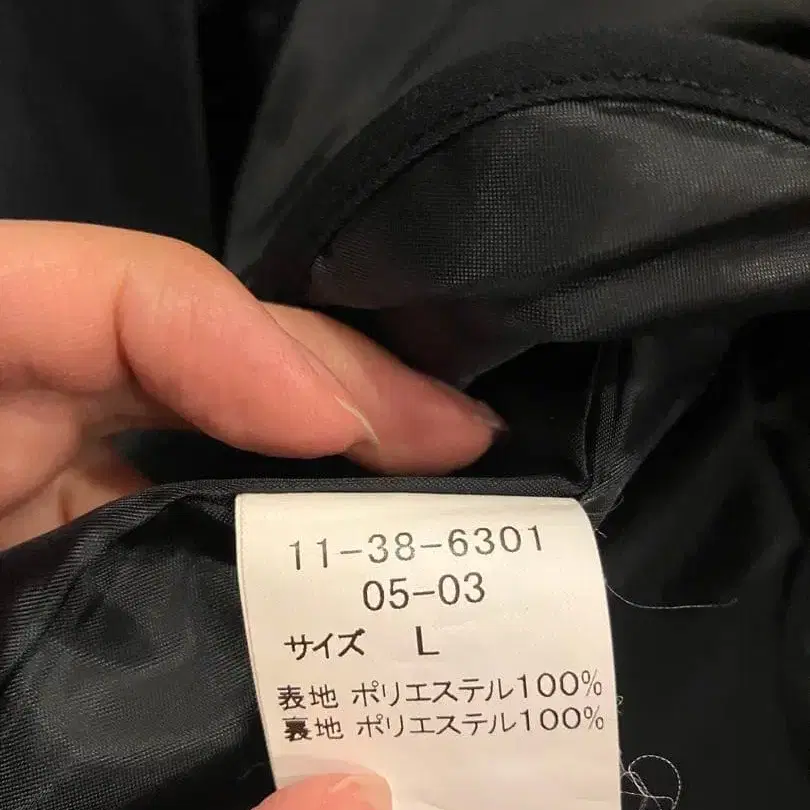 11-38-6301
05-03
サイズ L
表地 ポリエステル100%
裏地 ポリエステル100%